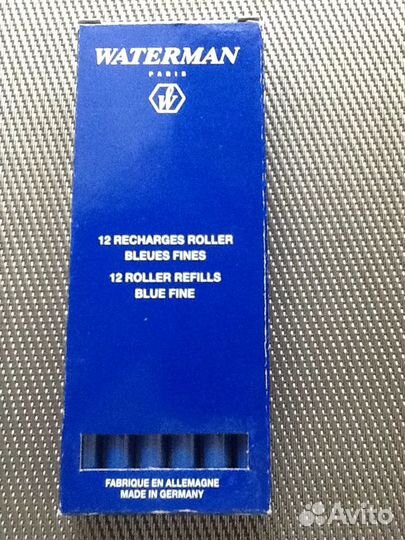 WATERMAN
PARIS
12 RECHARGES ROLLER
BLEUES FINES
12 ROLLER REFILLS
BLUE FINE
FABRIQUE EN ALLEMAGNE
MADE IN GERMANY
Avito